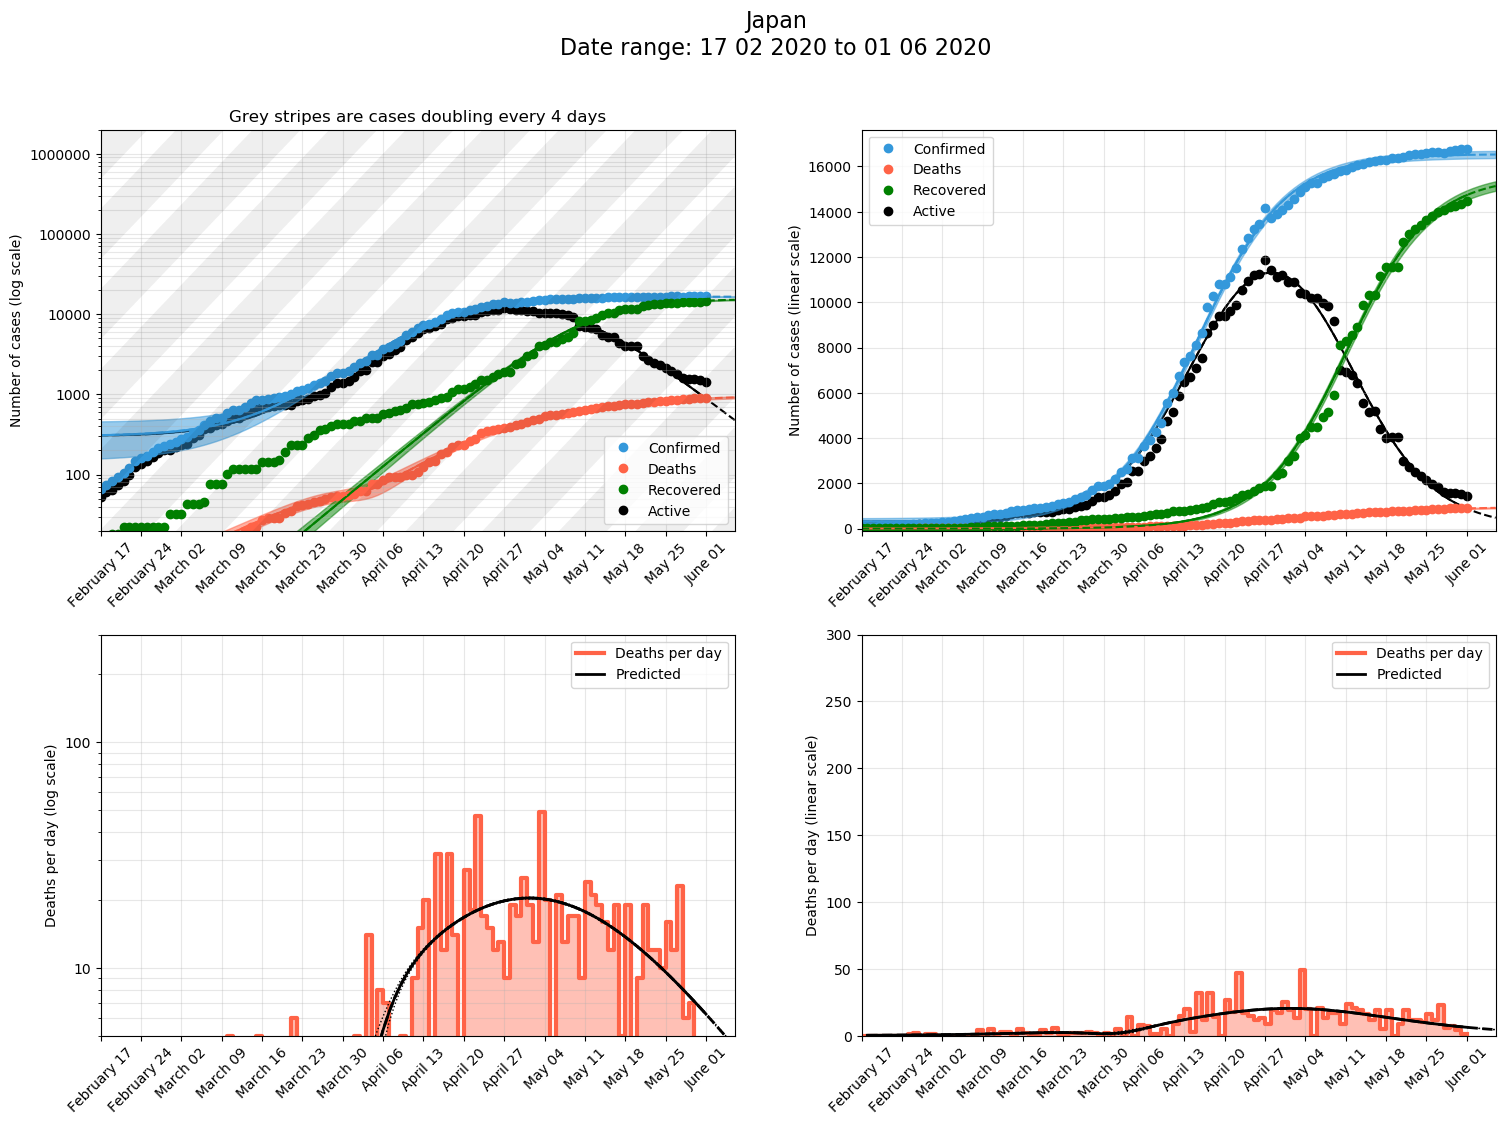 Japan
Date range: 17 02 2020 to 01 06 2020
Grey stripes are cases doubling every 4 days
Number of cases (log scale)
1000000
100000
10000
1000
100
Confirmed
Deaths
Recovered
Active
February 17
February 24
March 02
March 09
March 16
March 23
March 30
April 06
April 13
April 20
April 27
May 04
May 11
May 18
May 25
June 01
Number of cases (linear scale)
16000
14000
12000
10000
8000
6000
4000
2000
0
Confirmed
Deaths
Recovered
Active
February 17
February 24
March 02
March 09
March 16
March 23
March 30
April 06
April 13
April 20
April 27
May 04
May 11
May 18
May 25
June 01
Deaths per day (log scale)
100
10
Deaths per day
Predicted
February 17
February 24
March 02
March 09
March 16
March 23
March 30
April 06
April 13
April 20
April 27
May 04
May 11
May 18
May 25
June 01
Deaths per day (linear scale)
300
250
200
150
100
50
0
Deaths per day
Predicted
February 17
February 24
March 02
March 09
March 16
March 23
March 30
April 06
April 13
April 20
April 27
May 04
May 11
May 18
May 25
June 01